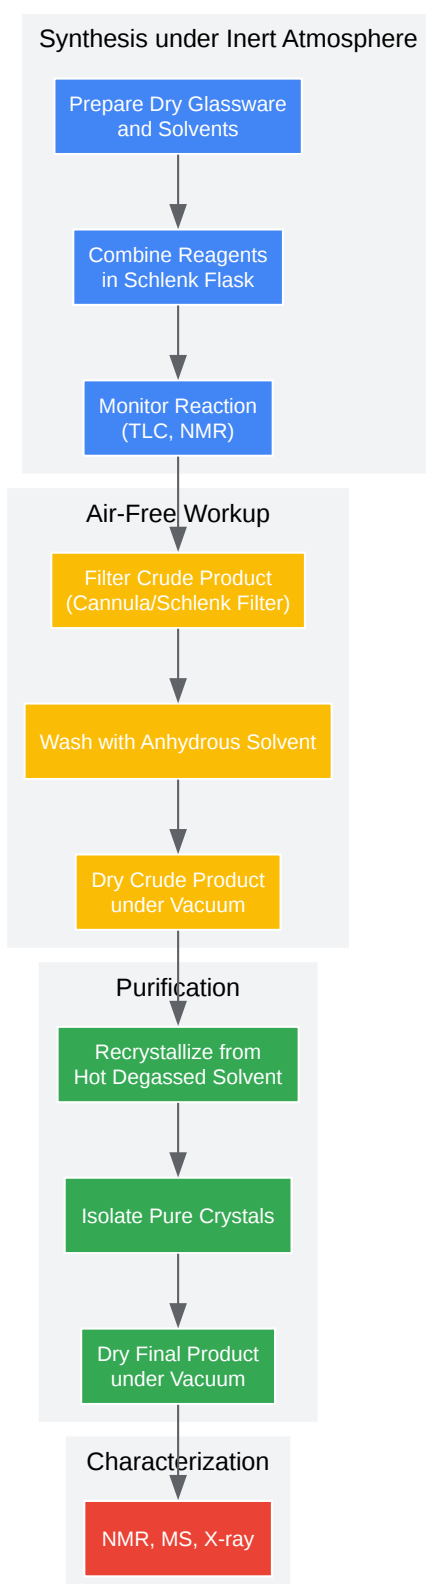 Synthesis under Inert Atmosphere
Prepare Dry Glassware
and Solvents
Combine Reagents
in Schlenk Flask
Monitor Reaction
(TLC, NMR)
Air-Free Workup
Filter Crude Product
(Cannula/Schlenk Filter)
Wash with Anhydrous Solvent
Dry Crude Product
under Vacuum
Purification
Recrystallize from
Hot Degassed Solvent
Isolate Pure Crystals
Dry Final Product
under Vacuum
Characterization
NMR, MS, X-ray